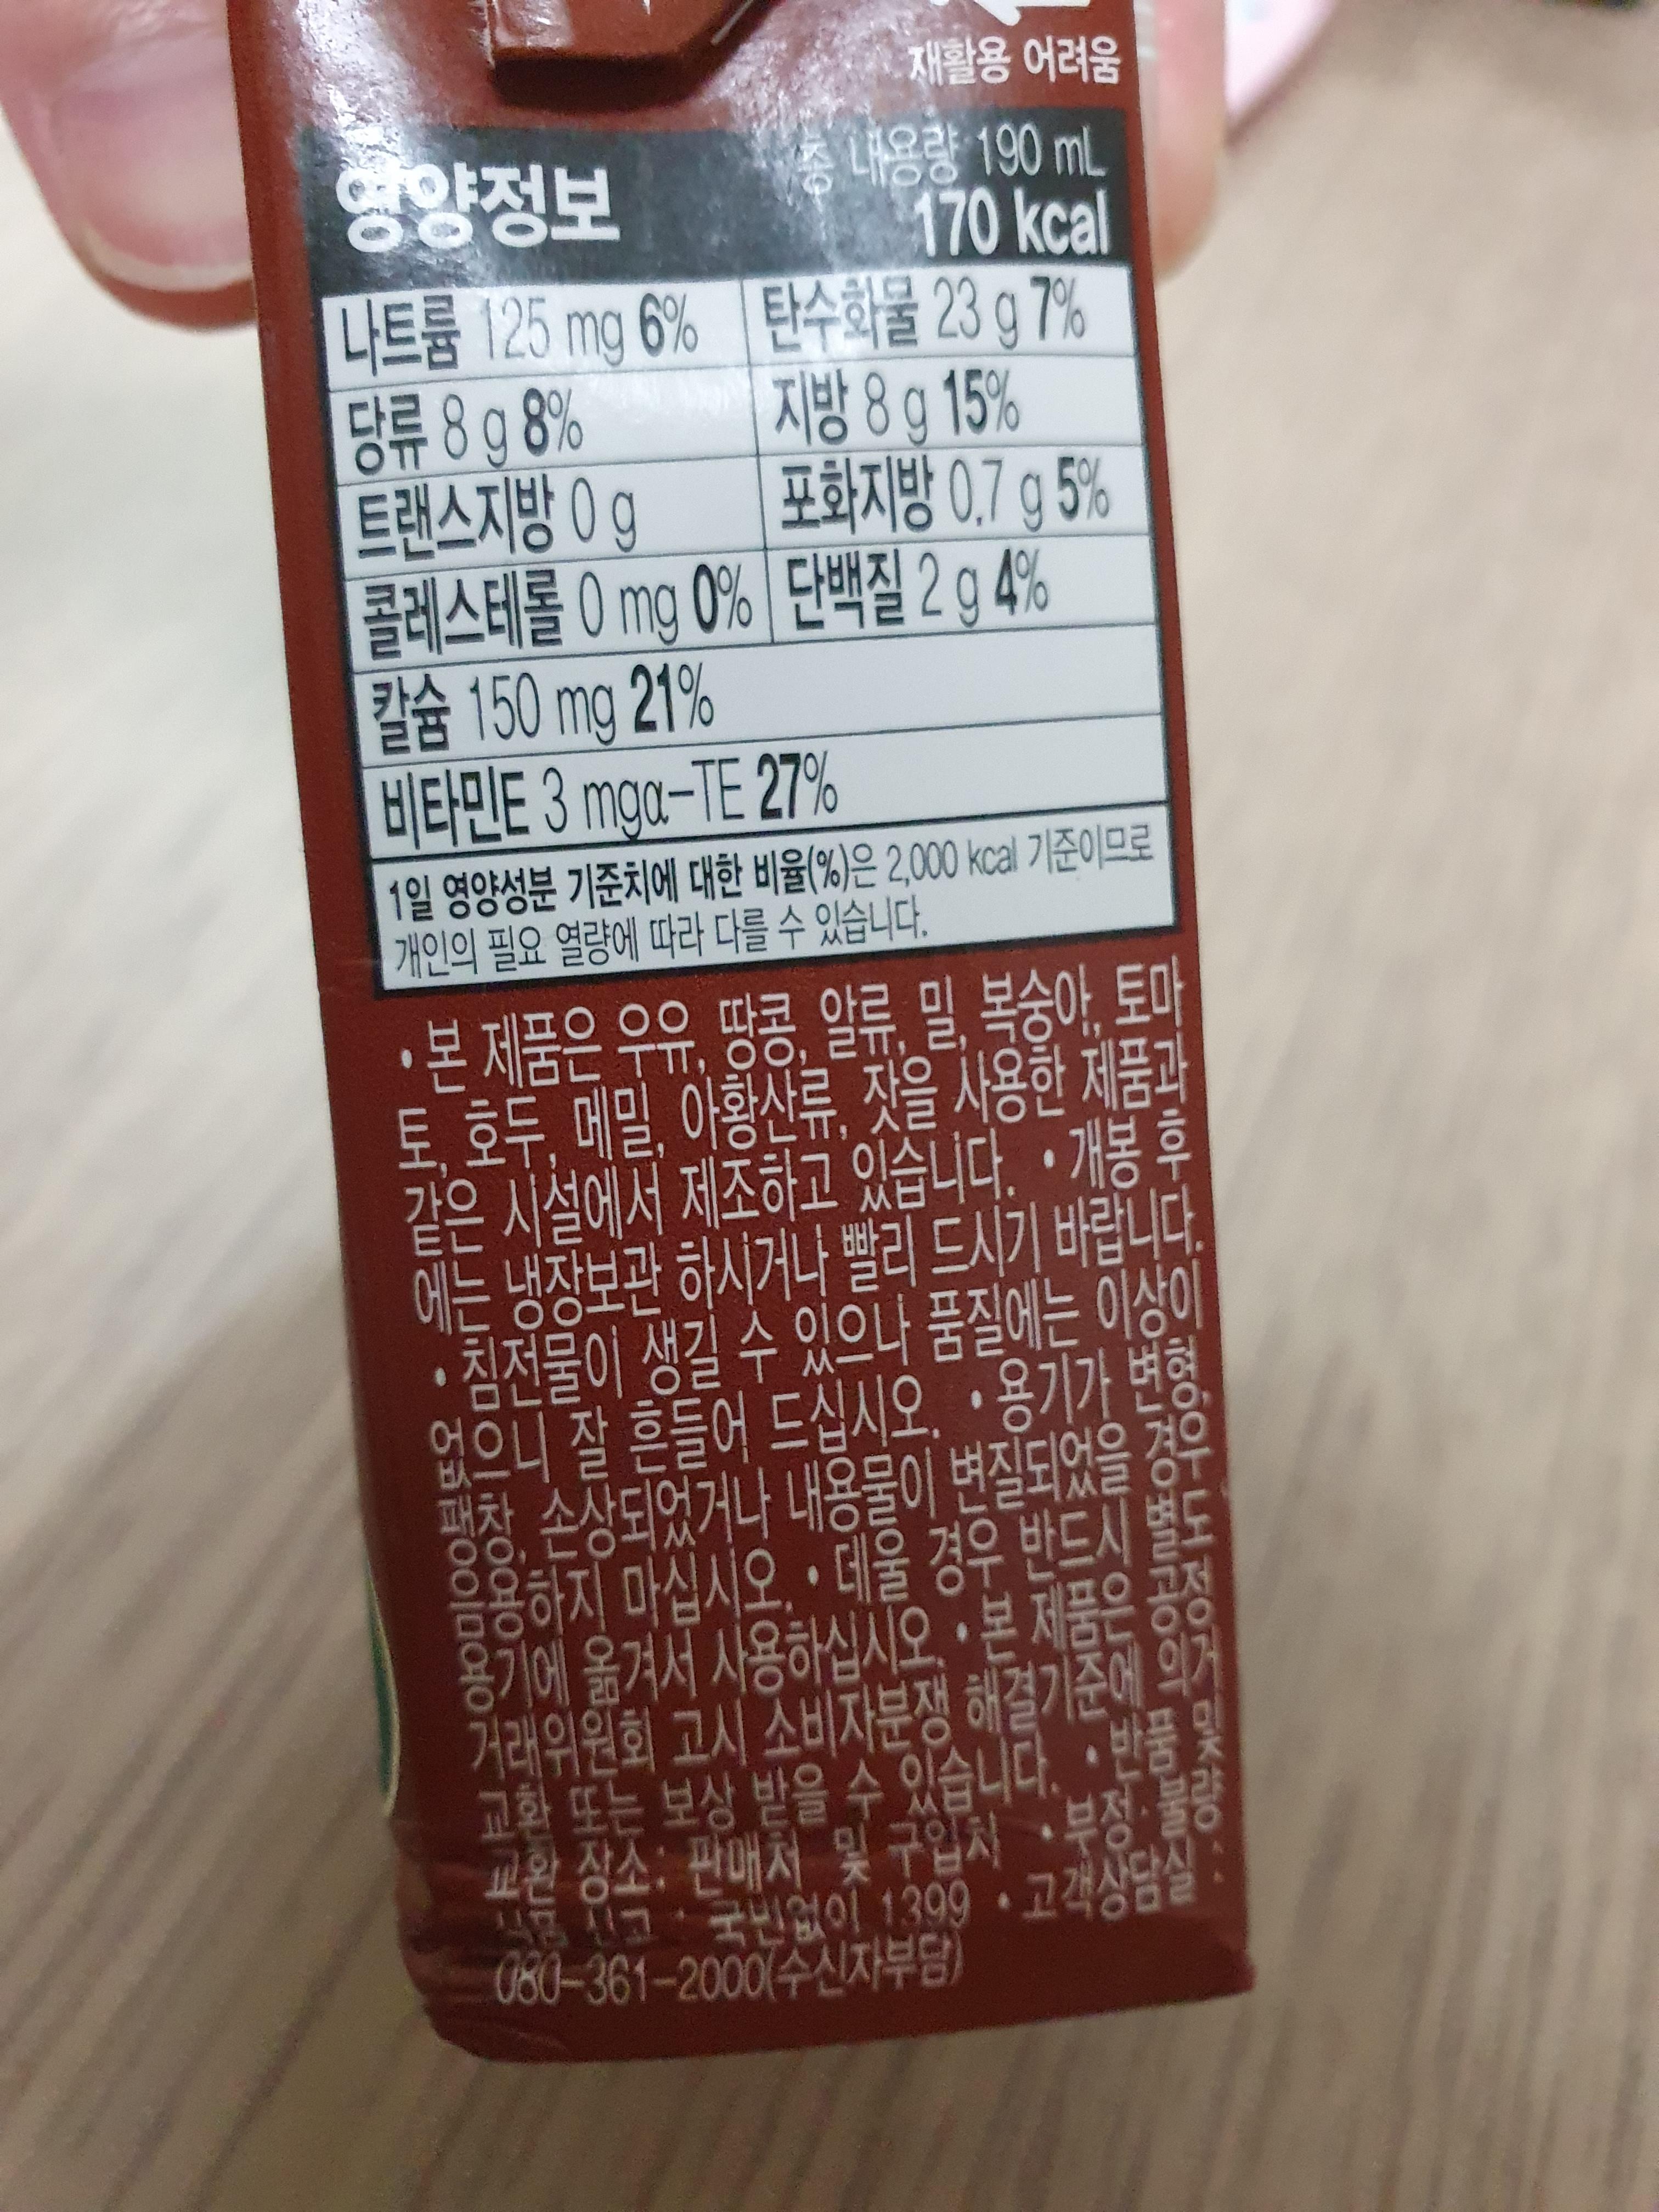 재활용 어려움
영양정보 총 내용량 190 mL
170 kcal
나트륨 125 mg 6% 탄수화물 23 g 7%
당류 8 g 8% 지방 8 g 15%
트랜스지방 0 g 포화지방 0.7 g 5%
콜레스테롤 0 mg 0% 단백질 2 g 4%
칼슘 150 mg 21%
비타민E 3 mgα-TE 27%
1일 영양성분 기준치에 대한 비율(%)은 2,000 kcal 기준이므로
개인의 필요 열량에 따라 다를 수 있습니다.
• 본 제품은 우유, 땅콩, 알류, 밀, 복숭아, 토마
토, 호두, 메밀, 아황산류, 잣을 사용한 제품과
같은 시설에서 제조하고 있습니다. • 개봉 후
에는 냉장보관 하시거나 빨리 드시기 바랍니다.
• 침전물이 생길 수 있으나 품질에는 이상이
없으니 잘 흔들어 드십시오. • 용기가 변형,
팽창, 손상되었거나 내용물이 변질되었을 경우
음용하지 마십시오. • 데울 경우 반드시 별도
용기에 옮겨서 사용하십시오. • 본 제품은 공정
거래위원회 고시 소비자분쟁 해결기준에 의거
교환 또는 보상 받을 수 있습니다. • 반품 및
교환 장소: 판매처 및 구입처 • 부정·불량
식품 신고 : 국번없이 1399 • 고객상담실 :
080-361-2000(수신자부담)